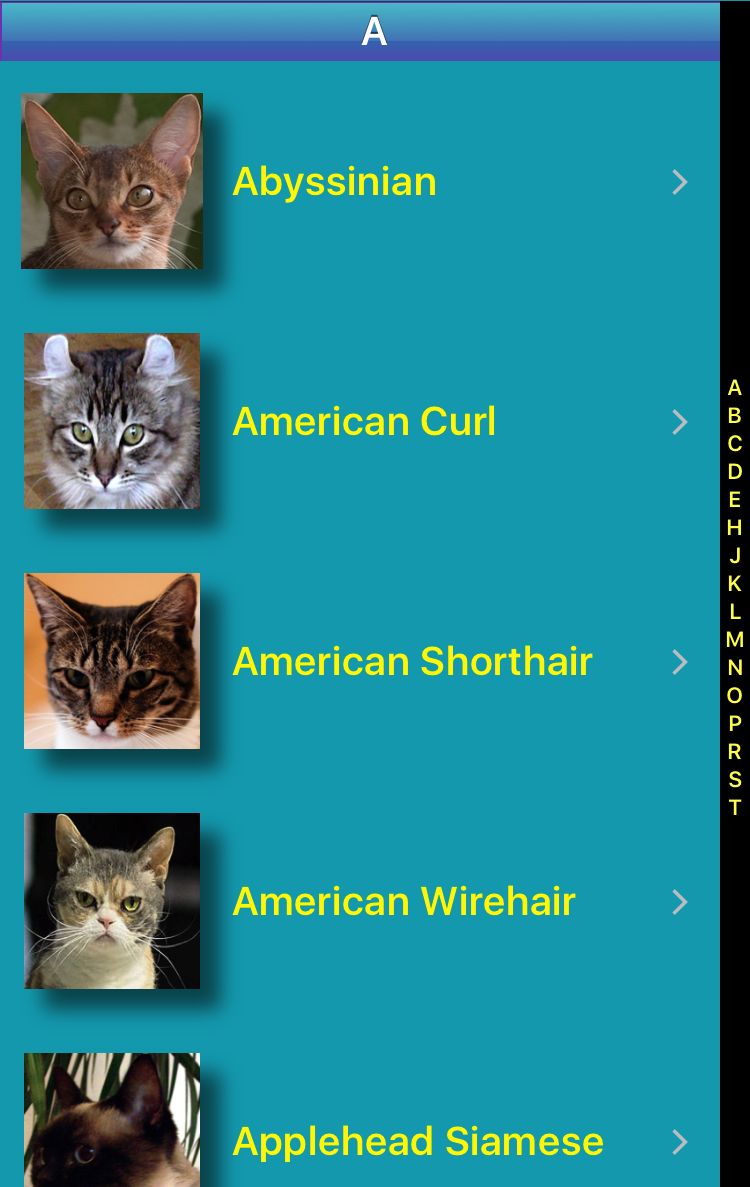 A
Abyssinian
American Curl
American Shorthair
American Wirehair
Applehead Siamese
A
B
C
D
E
H
J
K
L
M
N
O
P
R
S
T